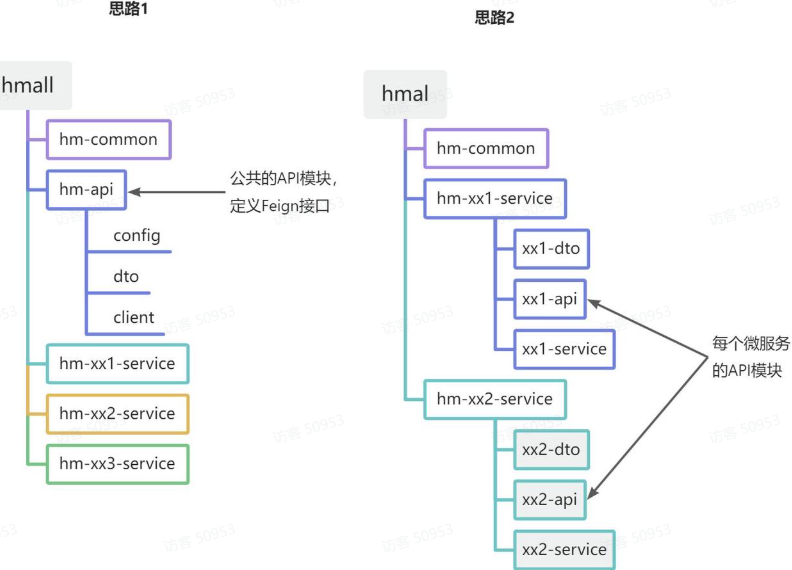 思路1
hmall
hm-common
hm-api
公共的API模块,
定义Feign接口
config
dto
client
hm-xx1-service
hm-xx2-service
hm-xx3-service
思路2
hmal
hm-common
hm-xx1-service
xx1-dto
xx1-api
xx1-service
每个微服务
的API模块
hm-xx2-service
xx2-dto
xx2-api
xx2-service
访客 50953